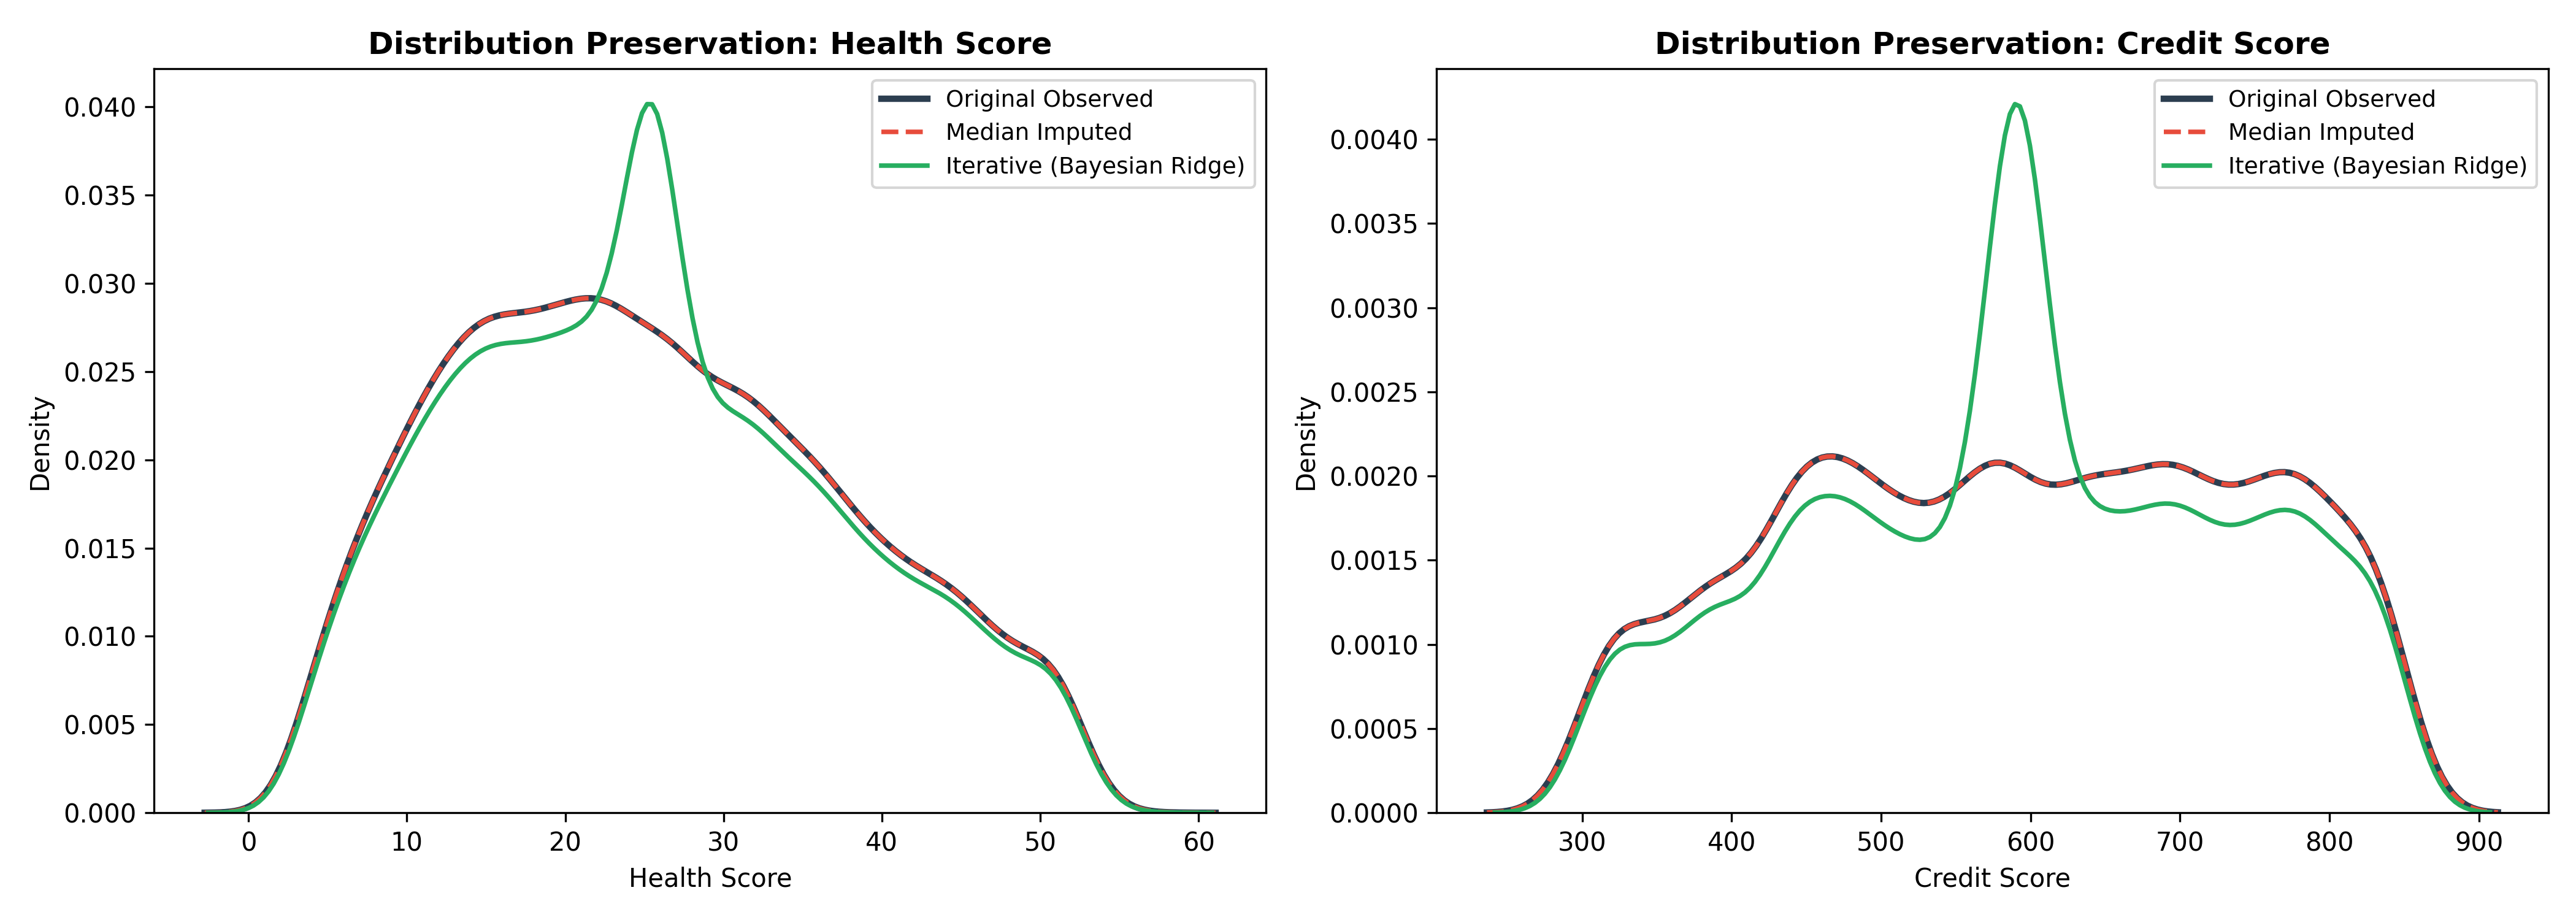 Distribution Preservation: Health Score
Original Observed
Median Imputed
Iterative (Bayesian Ridge)
0.040
0.035
0.030
0.025
0.020
0.015
0.010
0.005
0.000
Density
0 10 20 30 40 50 60
Health Score
Distribution Preservation: Credit Score
Original Observed
Median Imputed
Iterative (Bayesian Ridge)
0.0040
0.0035
0.0030
0.0025
0.0020
0.0015
0.0010
0.0005
0.0000
Density
300 400 500 600 700 800 900
Credit Score